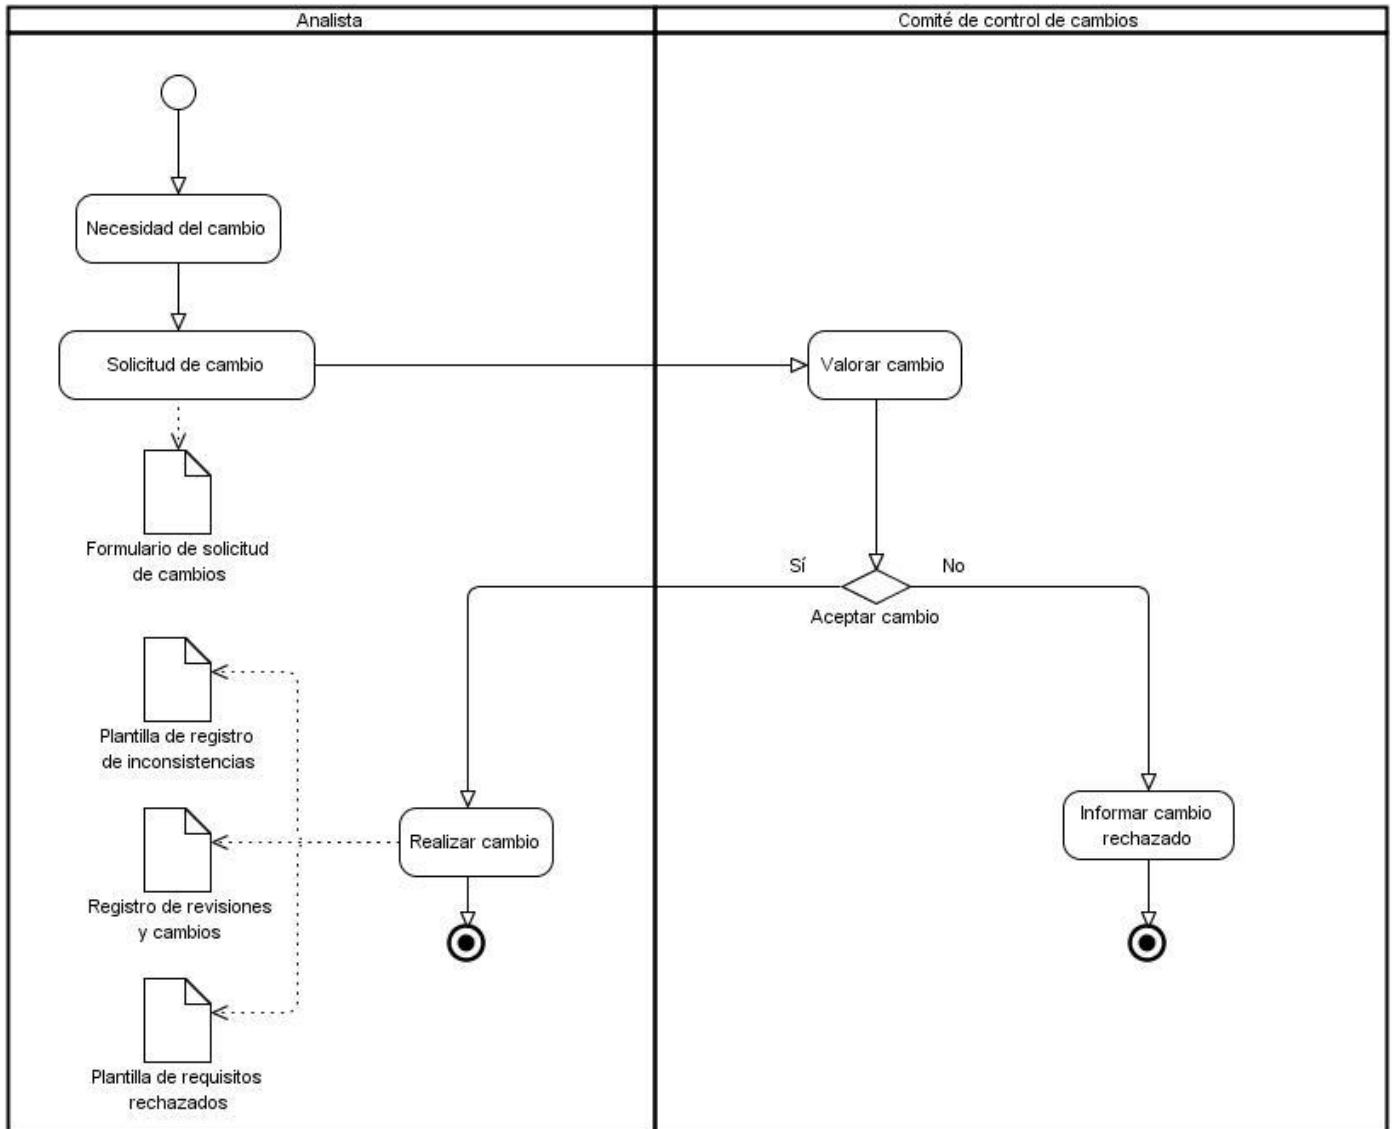 Analista
Comité de control de cambios
Necesidad del cambio
Solicitud de cambio
Valorar cambio
Formulario de solicitud
de cambios
Sí
No
Aceptar cambio
Plantilla de registro
de inconsistencias
Realizar cambio
Informar cambio
rechazado
Registro de revisiones
y cambios
Plantilla de requisitos
rechazados